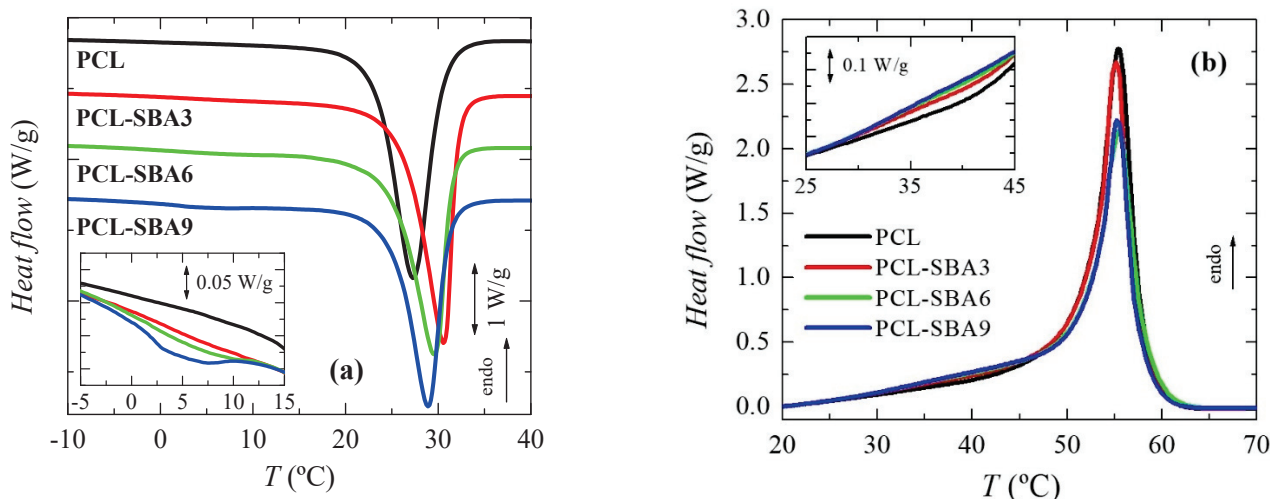 PCL
PCL-SBA3
PCL-SBA6
PCL-SBA9
0.05 W/g
-5 0 5 10 15
(a)
1 W/g
endo
Heat flow (W/g)
-10 0 10 20 30 40
T (ºC)
(b)
0.1 W/g
25 35 45
PCL
PCL-SBA3
PCL-SBA6
PCL-SBA9
endo
Heat flow (W/g)
3.0
2.5
2.0
1.5
1.0
0.5
0.0
20 30 40 50 60 70
T (ºC)